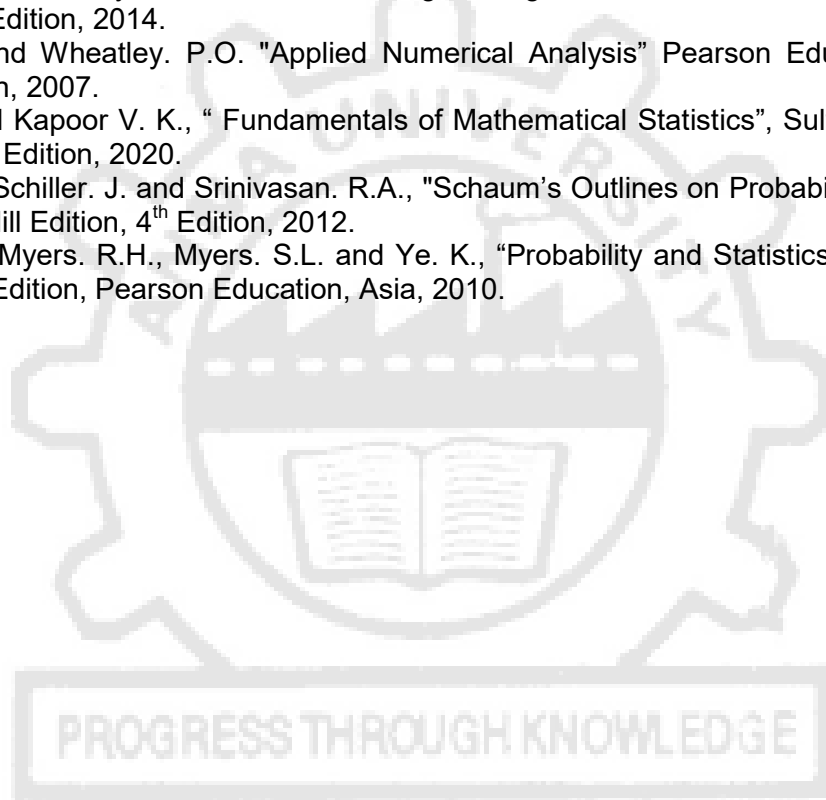 Edition, 2014.
nd Wheatley. P.O. "Applied Numerical Analysis” Pearson Edu
n, 2007.
Kapoor V. K., “ Fundamentals of Mathematical Statistics”, Sul
Edition, 2020.
Schiller. J. and Srinivasan. R.A., "Schaum’s Outlines on Probabi
ill Edition, 4th Edition, 2012.
Myers. R.H., Myers. S.L. and Ye. K., “Probability and Statistics
Edition, Pearson Education, Asia, 2010.
UNIVERSITY
PROGRESS THROUGH KNOWLEDGE